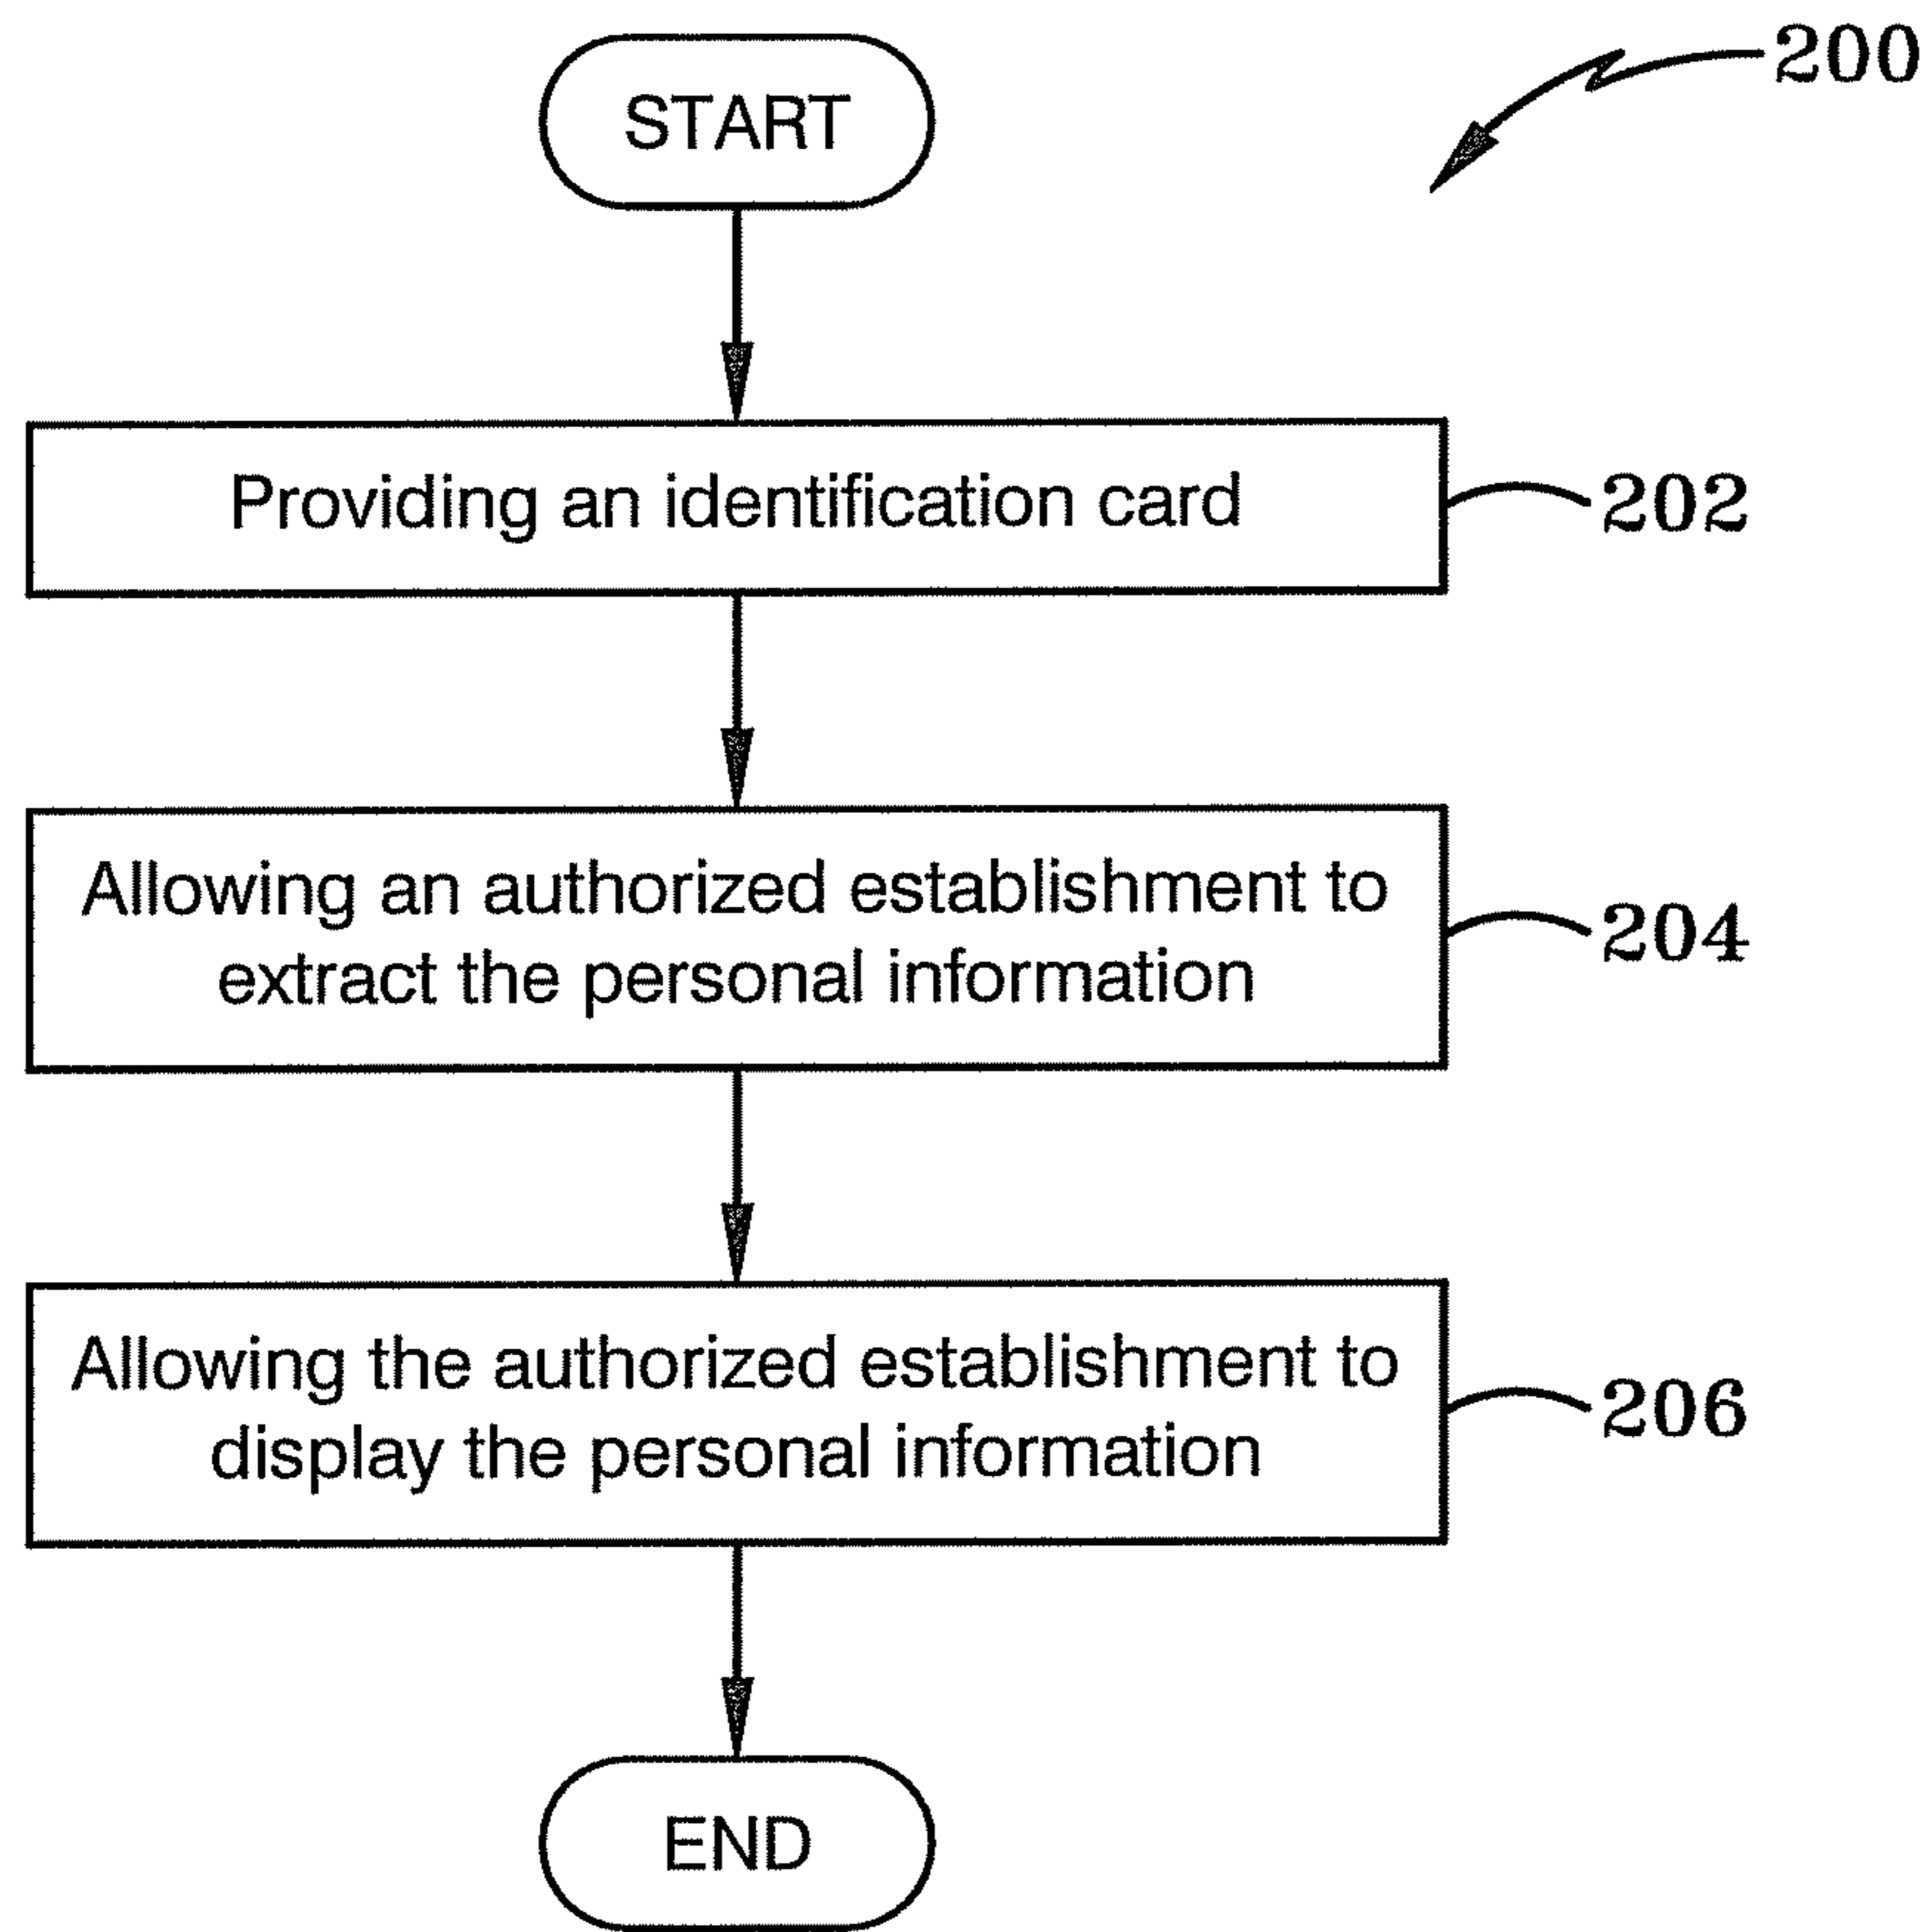 200
START
Providing an identification card
202
Allowing an authorized establishment to
extract the personal information
204
Allowing the authorized establishment to
display the personal information
206
END